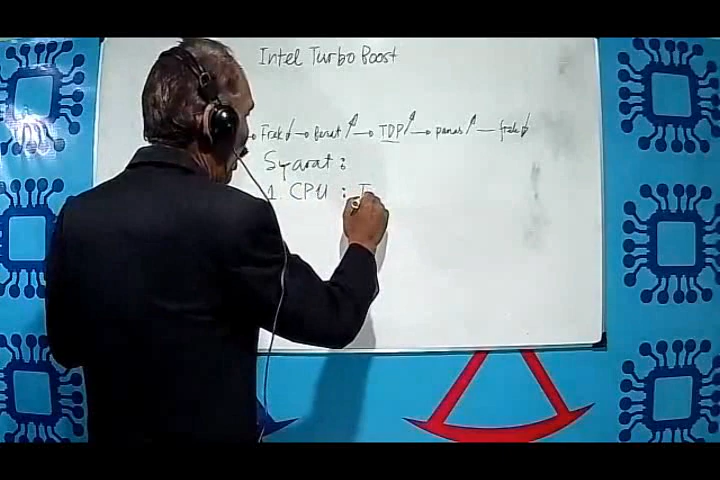 Intel Turbo Boost
Frek → Berat → TDP → panas — frek
Syarat :
1. CPU : I